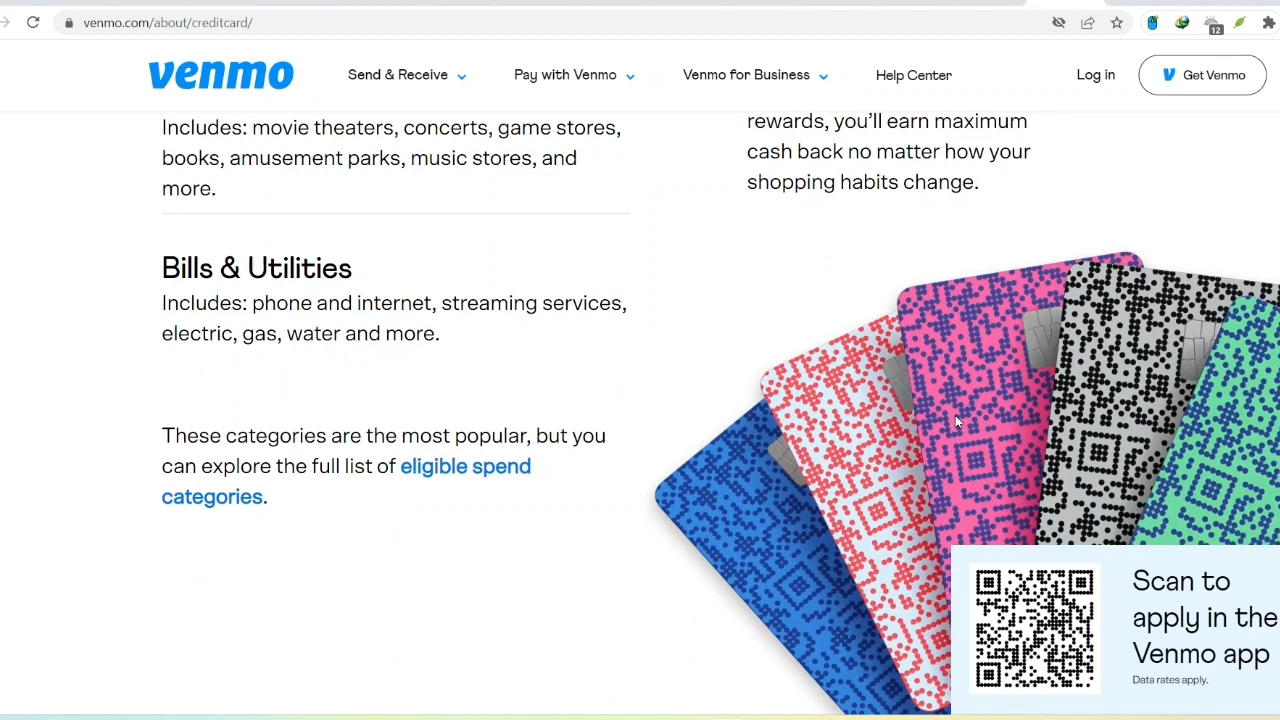 venmo.com/about/creditcard/
12
venmo
Send & Receive
Pay with Venmo
Venmo for Business
Help Center
Log in
Get Venmo
Includes: movie theaters, concerts, game stores,
books, amusement parks, music stores, and
more.
rewards, you’ll earn maximum
cash back no matter how your
shopping habits change.
Bills & Utilities
Includes: phone and internet, streaming services,
electric, gas, water and more.
These categories are the most popular, but you
can explore the full list of eligible spend
categories.
Scan to
apply in the
Venmo app
Data rates apply.